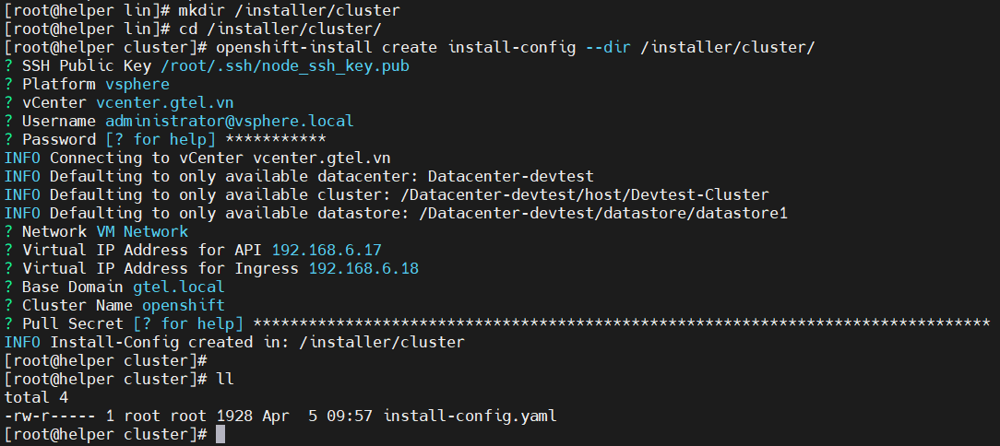 [root@helper lin]# mkdir /installer/cluster
[root@helper lin]# cd /installer/cluster/
[root@helper cluster]# openshift-install create install-config --dir /installer/cluster/
? SSH Public Key /root/.ssh/node_ssh_key.pub
? Platform vsphere
? vCenter vcenter.gtel.vn
? Username administrator@vsphere.local
? Password [? for help] ***********
INFO Connecting to vCenter vcenter.gtel.vn
INFO Defaulting to only available datacenter: Datacenter-devtest
INFO Defaulting to only available cluster: /Datacenter-devtest/host/Devtest-Cluster
INFO Defaulting to only available datastore: /Datacenter-devtest/datastore/datastore1
? Network VM Network
? Virtual IP Address for API 192.168.6.17
? Virtual IP Address for Ingress 192.168.6.18
? Base Domain gtel.local
? Cluster Name openshift
? Pull Secret [? for help] ********************************************************************************
INFO Install-Config created in: /installer/cluster
[root@helper cluster]#
[root@helper cluster]# ll
total 4
-rw-r----- 1 root root 1928 Apr  5 09:57 install-config.yaml
[root@helper cluster]#